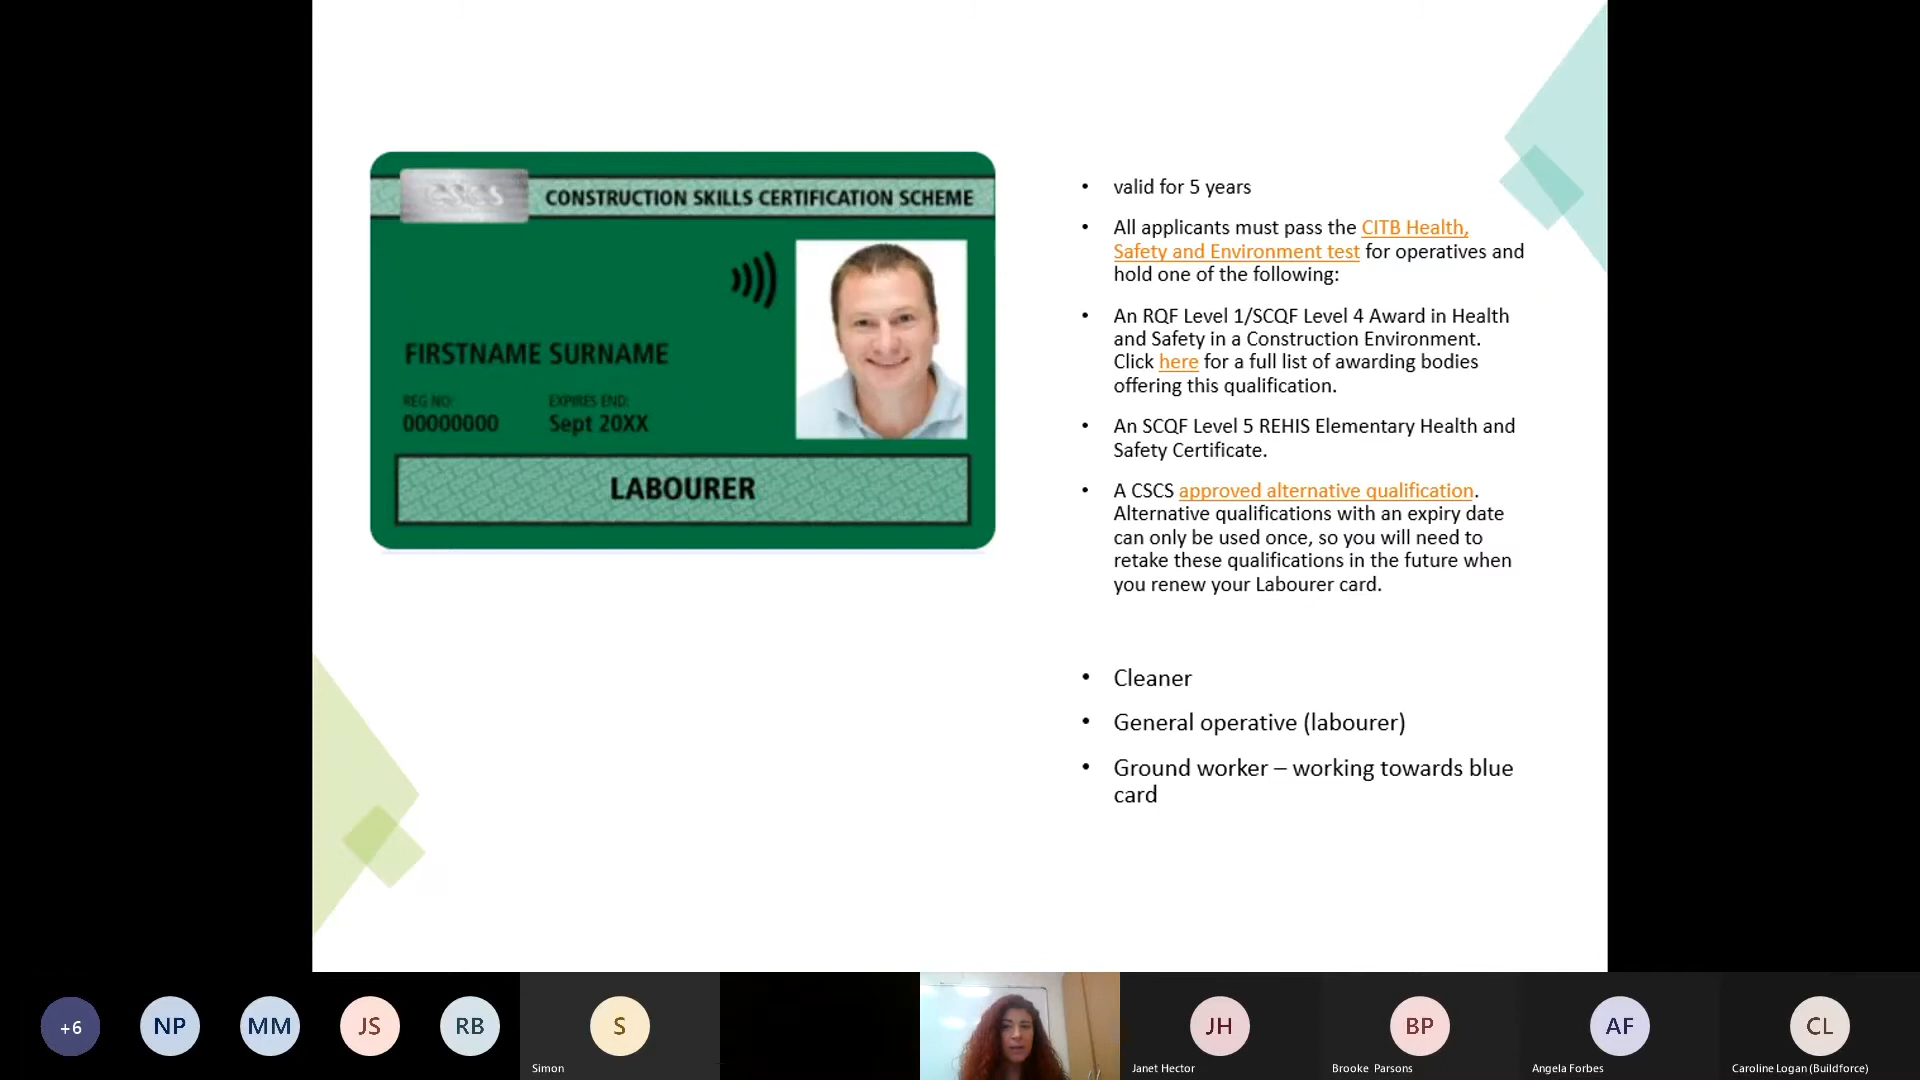 cscs
CONSTRUCTION SKILLS CERTIFICATION SCHEME
FIRSTNAME SURNAME
REG NO: EXPIRES END:
00000000 Sept 20XX
LABOURER
• valid for 5 years
• All applicants must pass the CITB Health,
Safety and Environment test for operatives and
hold one of the following:
• An RQF Level 1/SCQF Level 4 Award in Health
and Safety in a Construction Environment.
Click here for a full list of awarding bodies
offering this qualification.
• An SCQF Level 5 REHIS Elementary Health and
Safety Certificate.
• A CSCS approved alternative qualification.
Alternative qualifications with an expiry date
can only be used once, so you will need to
retake these qualifications in the future when
you renew your Labourer card.
• Cleaner
• General operative (labourer)
• Ground worker – working towards blue
card
+6 NP MM JS RB S JH BP AF CL
Simon Janet Hector Brooke Parsons Angela Forbes Caroline Logan (Buildforce)